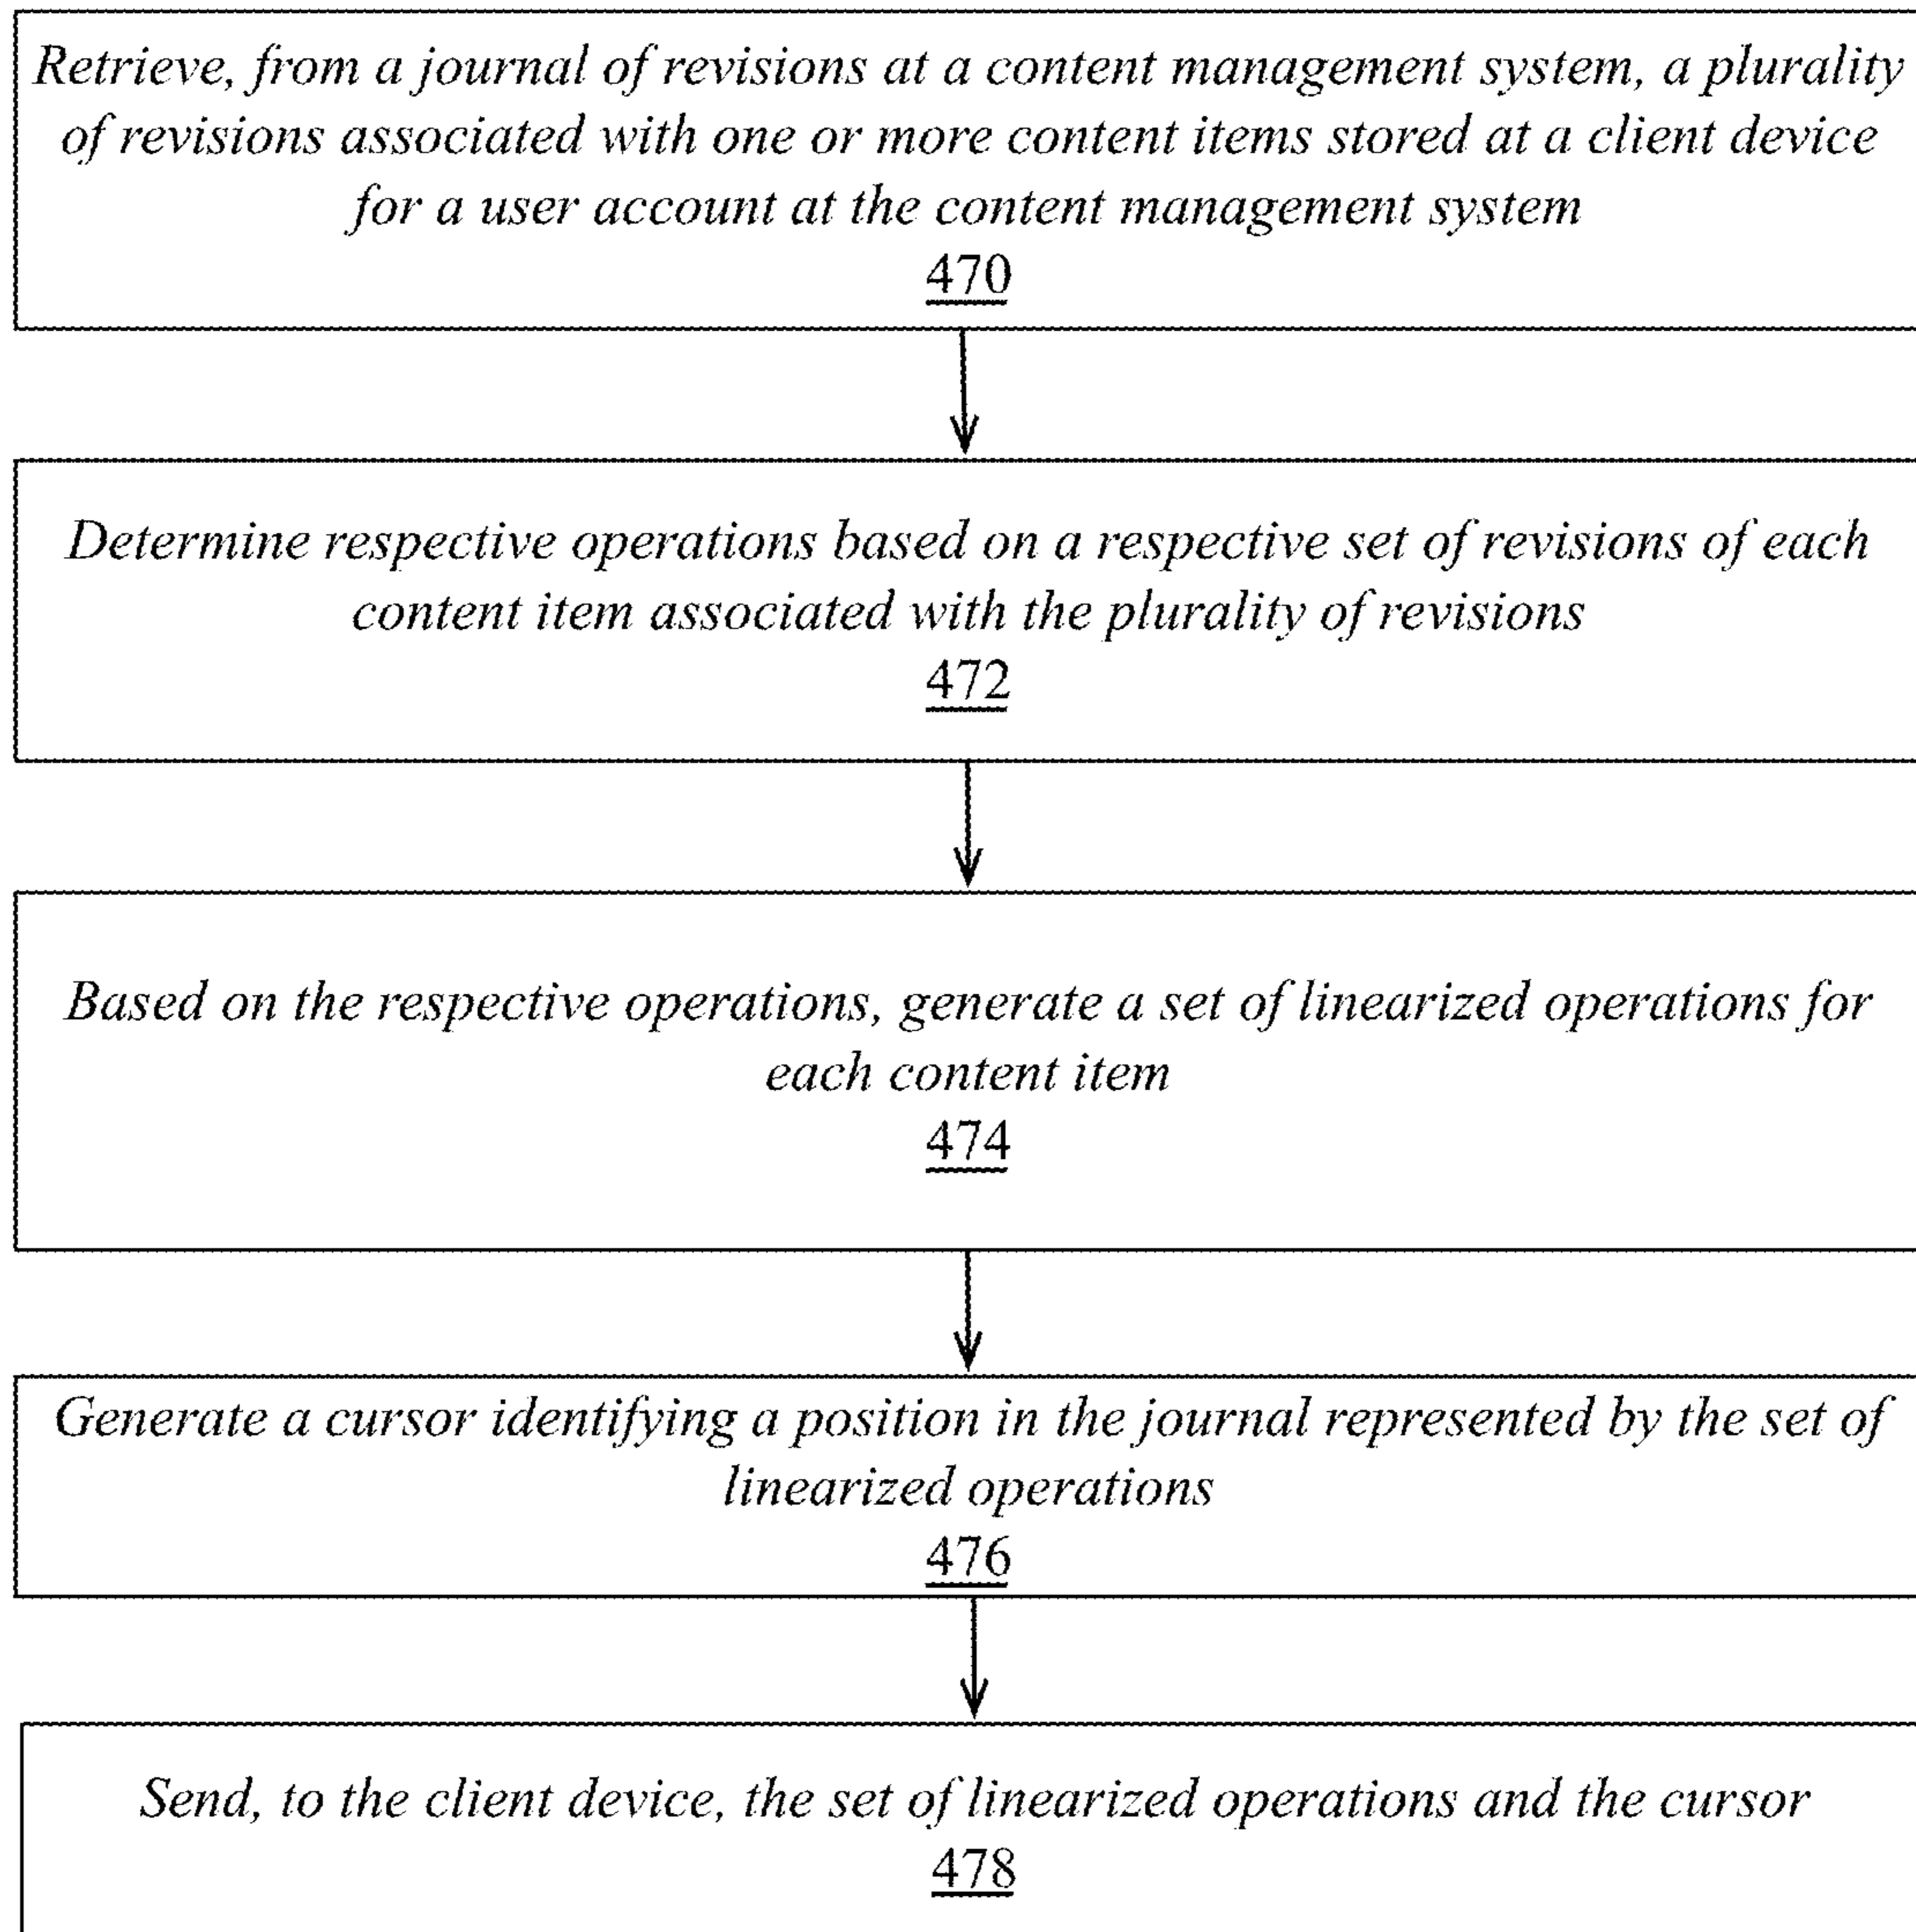 Retrieve, from a journal of revisions at a content management system, a plurality
of revisions associated with one or more content items stored at a client device
for a user account at the content management system
470
Determine respective operations based on a respective set of revisions of each
content item associated with the plurality of revisions
472
Based on the respective operations, generate a set of linearized operations for
each content item
474
Generate a cursor identifying a position in the journal represented by the set of
linearized operations
476
Send, to the client device, the set of linearized operations and the cursor
478